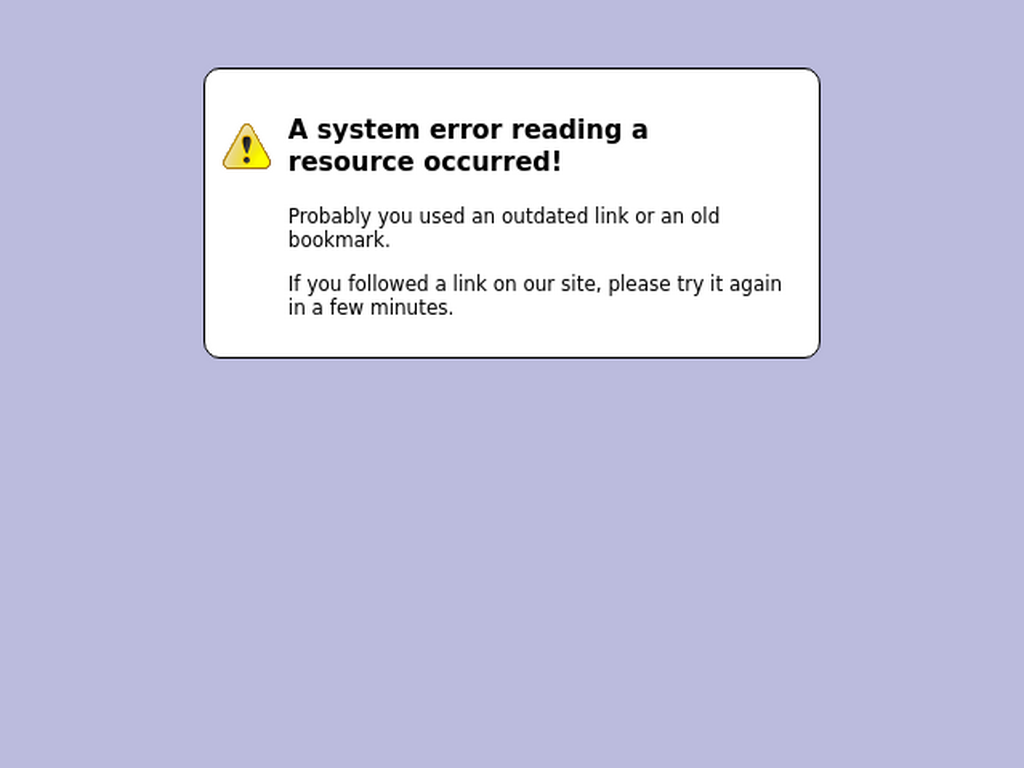 A system error reading a
resource occurred!
Probably you used an outdated link or an old
bookmark.
If you followed a link on our site, please try it again
in a few minutes.